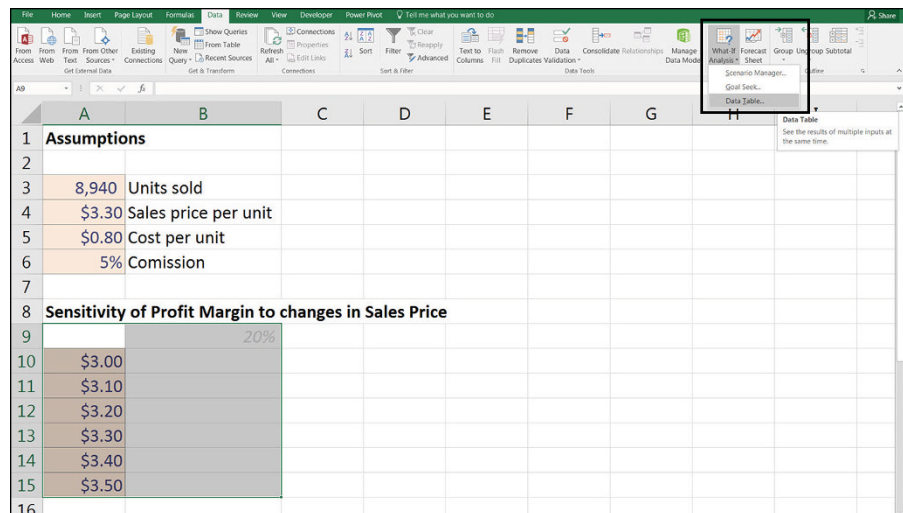 File Home Insert Page Layout Formulas Data Review View Developer Power Pivot Tell me what you want to do Share
From Access
From Web
From Text
From Other Sources
Existing Connections
Get External Data
New Query
Show Queries
From Table
Recent Sources
Get & Transform
Refresh All
Connections
Properties
Edit Links
Connections
Sort
Filter
Clear
Reapply
Advanced
Sort & Filter
Text to Columns
Flash Fill
Remove Duplicates
Data Validation
Consolidate
Relationships
Manage Data Mode
Data Tools
What-If Analysis
Forecast Sheet
Group
Ungroup
Subtotal
Scenario Manager...
Goal Seek...
Data Table...
Data Table
See the results of multiple inputs at
the same time.
A9 fx
A B C D E F G H
1 Assumptions
2
3 8,940 Units sold
4 $3.30 Sales price per unit
5 $0.80 Cost per unit
6 5% Comission
7
8 Sensitivity of Profit Margin to changes in Sales Price
9 20%
10 $3.00
11 $3.10
12 $3.20
13 $3.30
14 $3.40
15 $3.50
16